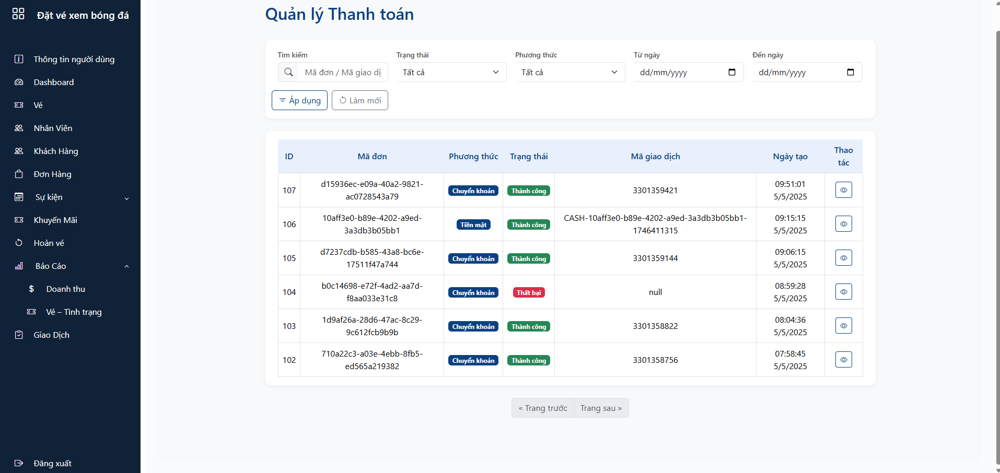 Đặt vé xem bóng đá
Thông tin người dùng
Dashboard
Vé
Nhân Viên
Khách Hàng
Đơn Hàng
Sự kiện
Khuyến Mãi
Hoàn vé
Báo Cáo
$ Doanh thu
Vé – Tình trạng
Giao Dịch
Đăng xuất
Quản lý Thanh toán
Tìm kiếm
Mã đơn / Mã giao dị
Trạng thái
Tất cả
Phương thức
Tất cả
Từ ngày
dd/mm/yyyy
Đến ngày
dd/mm/yyyy
Áp dụng
Làm mới
ID Mã đơn Phương thức Trạng thái Mã giao dịch Ngày tạo Thao
tác
107 d15936ec-e09a-40a2-9821-
ac0728543a79 Chuyển khoản Thành công 3301359421 09:51:01
5/5/2025
106 10aff3e0-b89e-4202-a9ed-
3a3db3b05bb1 Tiền mặt Thành công CASH-10aff3e0-b89e-4202-a9ed-3a3db3b05bb1-
1746411315 09:15:15
5/5/2025
105 d7237cdb-b585-43a8-bc6e-
17511f47a744 Chuyển khoản Thành công 3301359144 09:06:15
5/5/2025
104 b0c14698-e72f-4ad2-aa7d-
f8aa033e31c8 Chuyển khoản Thất bại null 08:59:28
5/5/2025
103 1d9af26a-28d6-47ac-8c29-
9c612fcb9b9b Chuyển khoản Thành công 3301358822 08:04:36
5/5/2025
102 710a22c3-a03e-4ebb-8fb5-
ed565a219382 Chuyển khoản Thành công 3301358756 07:58:45
5/5/2025
« Trang trước
Trang sau »